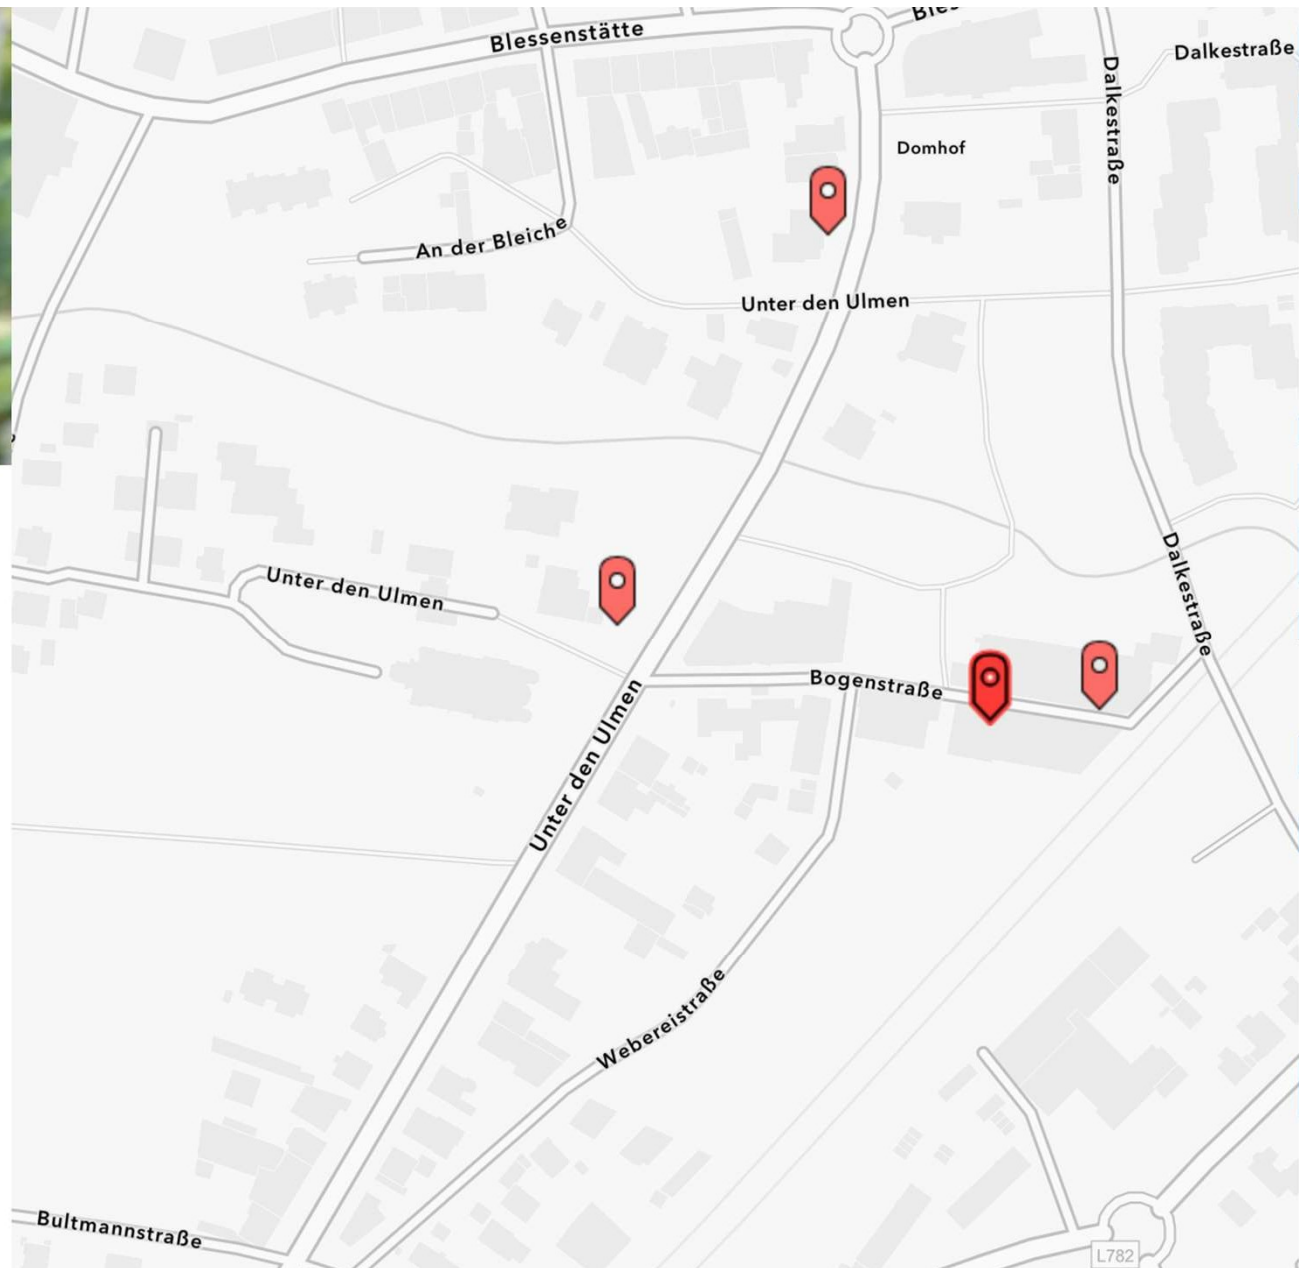 Blessenstätte
Dalkestraße
Dalkestraße
Domhof
An der Bleiche
Unter den Ulmen
Dalkestraße
Unter den Ulmen
Bogenstraße
Unter den Ulmen
Webereistraße
Bultmannstraße
L782